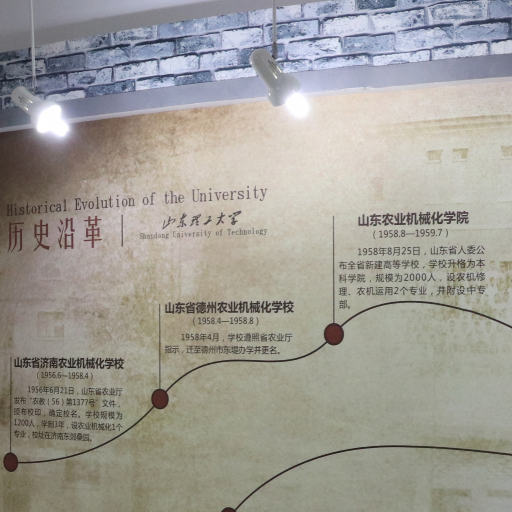 Historical Evolution of the University
历史沿革
山东理工大学
Shandong University of Technology
山东农业机械化学院
(1958.8—1959.7)
1958年8月25日，山东省人委公
布全省新建高等学校，学校升格为本
科学院，规模为2000人，设农机修
理、农机运用2个专业，并附设中专
部。
山东省德州农业机械化学校
(1958.4—1958.8)
1958年4月，学校遵照省农业厅
指示，迁至德州市东堤办学并更名。
山东省济南农业机械化学校
(1956.6—1958.4)
1956年6月21日，山东省农业厅
发布“农教（56）第1377号”文件，
颁布校印，确定校名。学校规模为
1200人，学制3年，设农业机械化1个
专业，校址在济南东郊桑园。